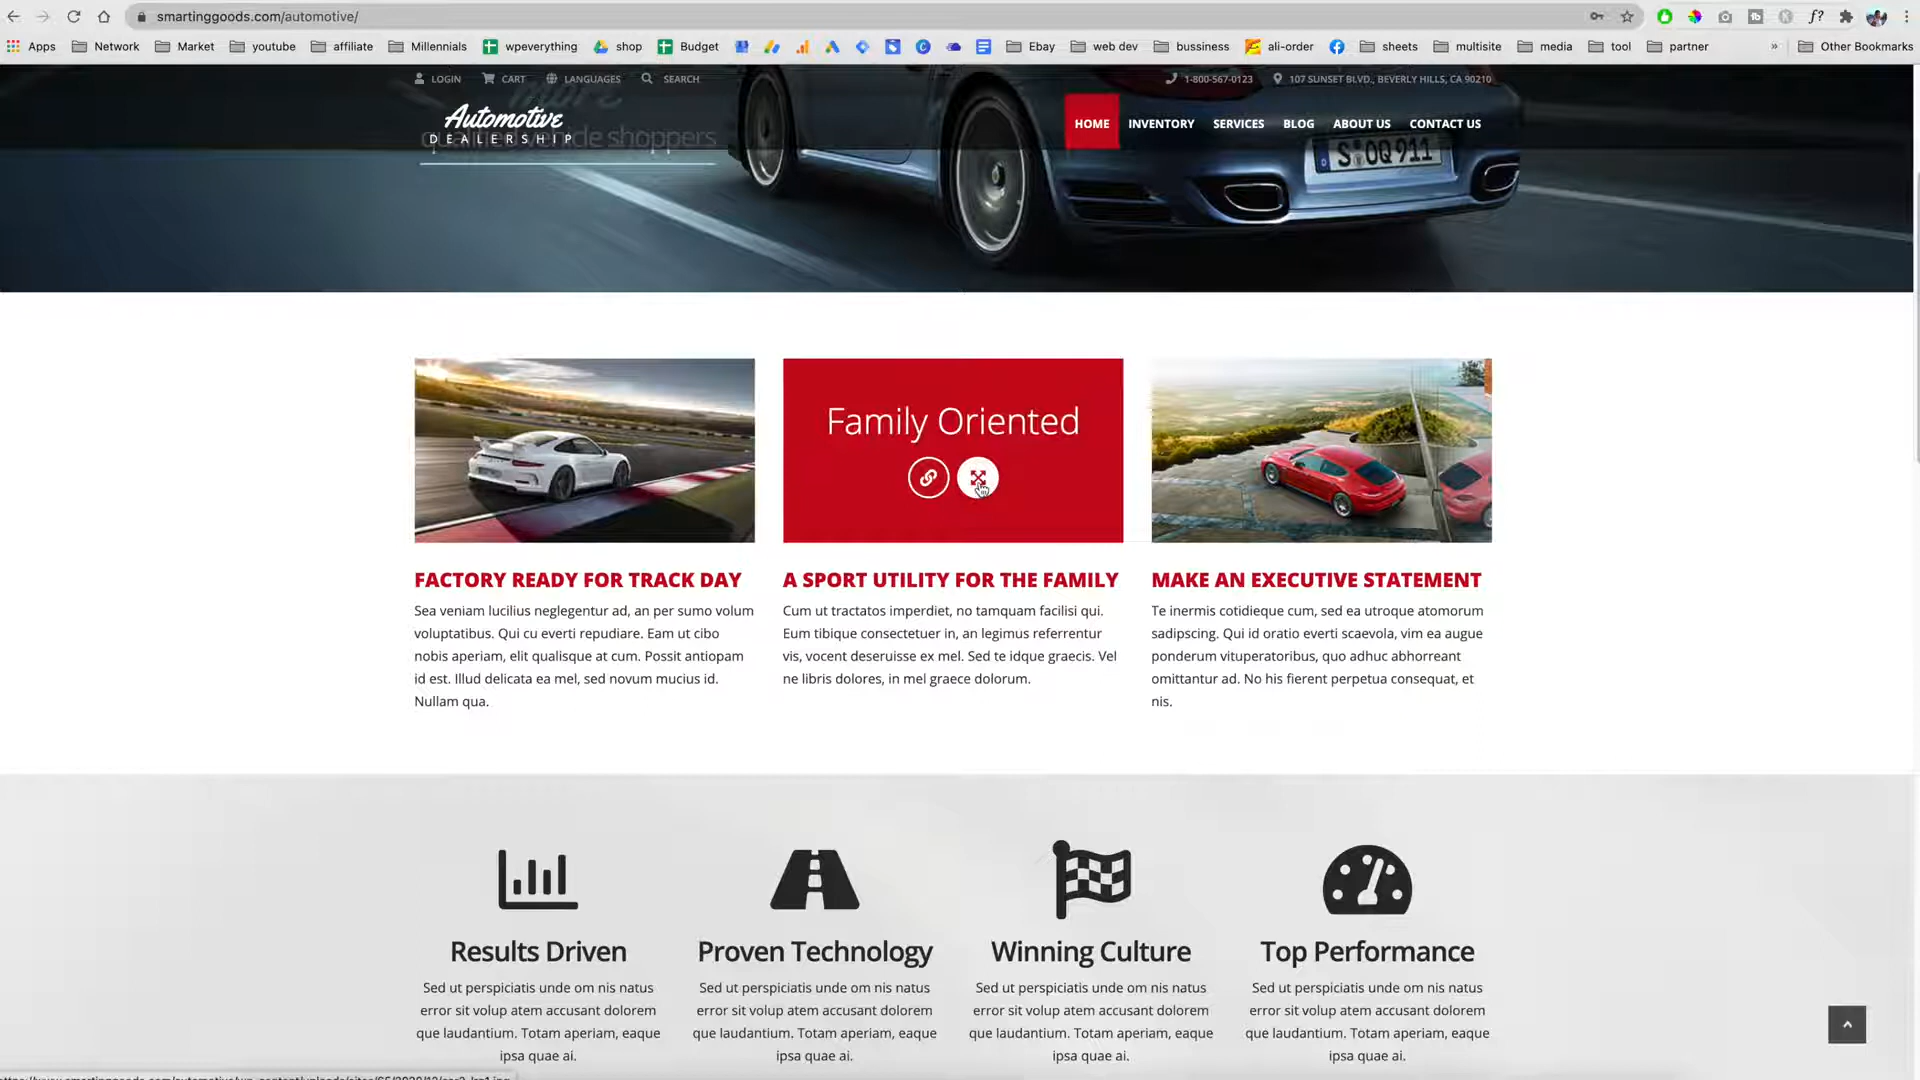 smartinggoods.com/automotive/
Apps Network Market youtube affiliate Millennials wpeverything shop Budget Ebay web dev bussiness ali-order sheets multisite media tool partner » Other Bookmarks
LOGIN CART LANGUAGES SEARCH 1-800-567-0123 107 SUNSET BLVD., BEVERLY HILLS, CA 90210
more
Automotive
DEALERSHIP
qualified vehicle shoppers
HOME INVENTORY SERVICES BLOG ABOUT US CONTACT US
S OQ 911
Family Oriented
FACTORY READY FOR TRACK DAY
Sea veniam lucilius neglegentur ad, an per sumo volum
voluptatibus. Qui cu everti repudiare. Eam ut cibo
nobis aperiam, elit qualisque at cum. Possit antiopam
id est. Illud delicata ea mel, sed novum mucius id.
Nullam qua.
A SPORT UTILITY FOR THE FAMILY
Cum ut tractatos imperdiet, no tamquam facilisi qui.
Eum tibique consectetuer in, an legimus referrentur
vis, vocent deseruisse ex mel. Sed te idque graecis. Vel
ne libris dolores, in mel graece dolorum.
MAKE AN EXECUTIVE STATEMENT
Te inermis cotidieque cum, sed ea utroque atomorum
sadipscing. Qui id oratio everti scaevola, vim ea augue
ponderum vituperatoribus, quo adhuc abhorreant
omittantur ad. No his fierent perpetua consequat, et
nis.
Results Driven
Sed ut perspiciatis unde om nis natus
error sit volup atem accusant dolorem
que laudantium. Totam aperiam, eaque
ipsa quae ai.
Proven Technology
Sed ut perspiciatis unde om nis natus
error sit volup atem accusant dolorem
que laudantium. Totam aperiam, eaque
ipsa quae ai.
Winning Culture
Sed ut perspiciatis unde om nis natus
error sit volup atem accusant dolorem
que laudantium. Totam aperiam, eaque
ipsa quae ai.
Top Performance
Sed ut perspiciatis unde om nis natus
error sit volup atem accusant dolorem
que laudantium. Totam aperiam, eaque
ipsa quae ai.